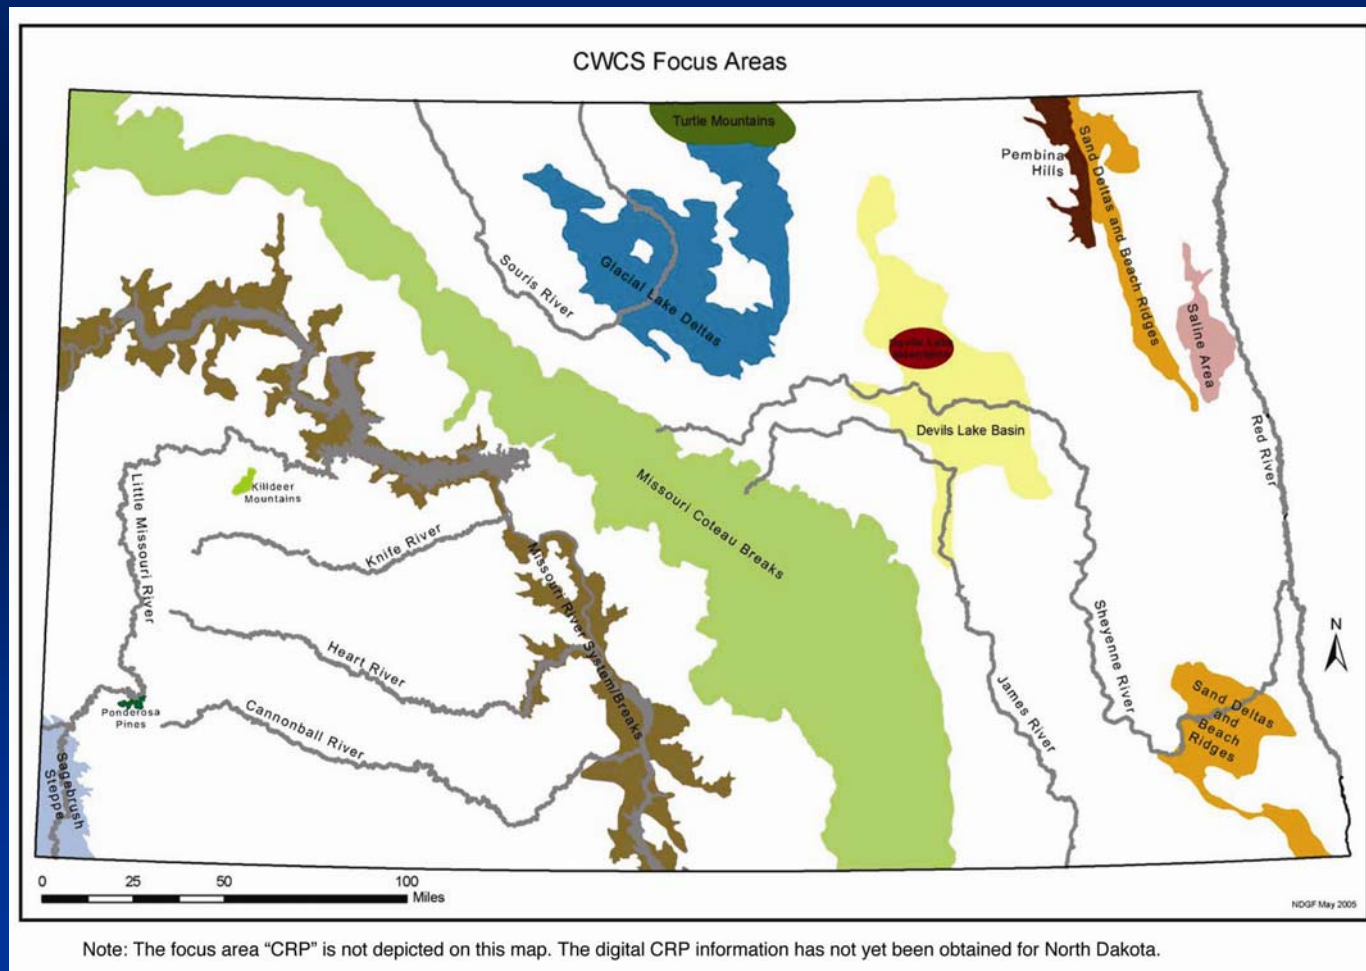 CWCS Focus Areas
Turtle Mountains
Pembina
Hills
Sand Deltas and Beach Ridges
Souris River
Glacial Lake Deltas
Saline Area
Devils Lake
Mountains
Devils Lake Basin
Red River
Missouri Coteau Breaks
Killdeer
Mountains
Little Missouri River
Knife River
Missouri River System/Breaks
Heart River
Cannonball River
Ponderosa
Pines
Sagebrush
Steppe
Sheyenne River
James River
Sand Deltas
and
Beach
Ridges
N
0 25 50 100
Miles
NDGF May 2005
Note: The focus area “CRP” is not depicted on this map. The digital CRP information has not yet been obtained for North Dakota.